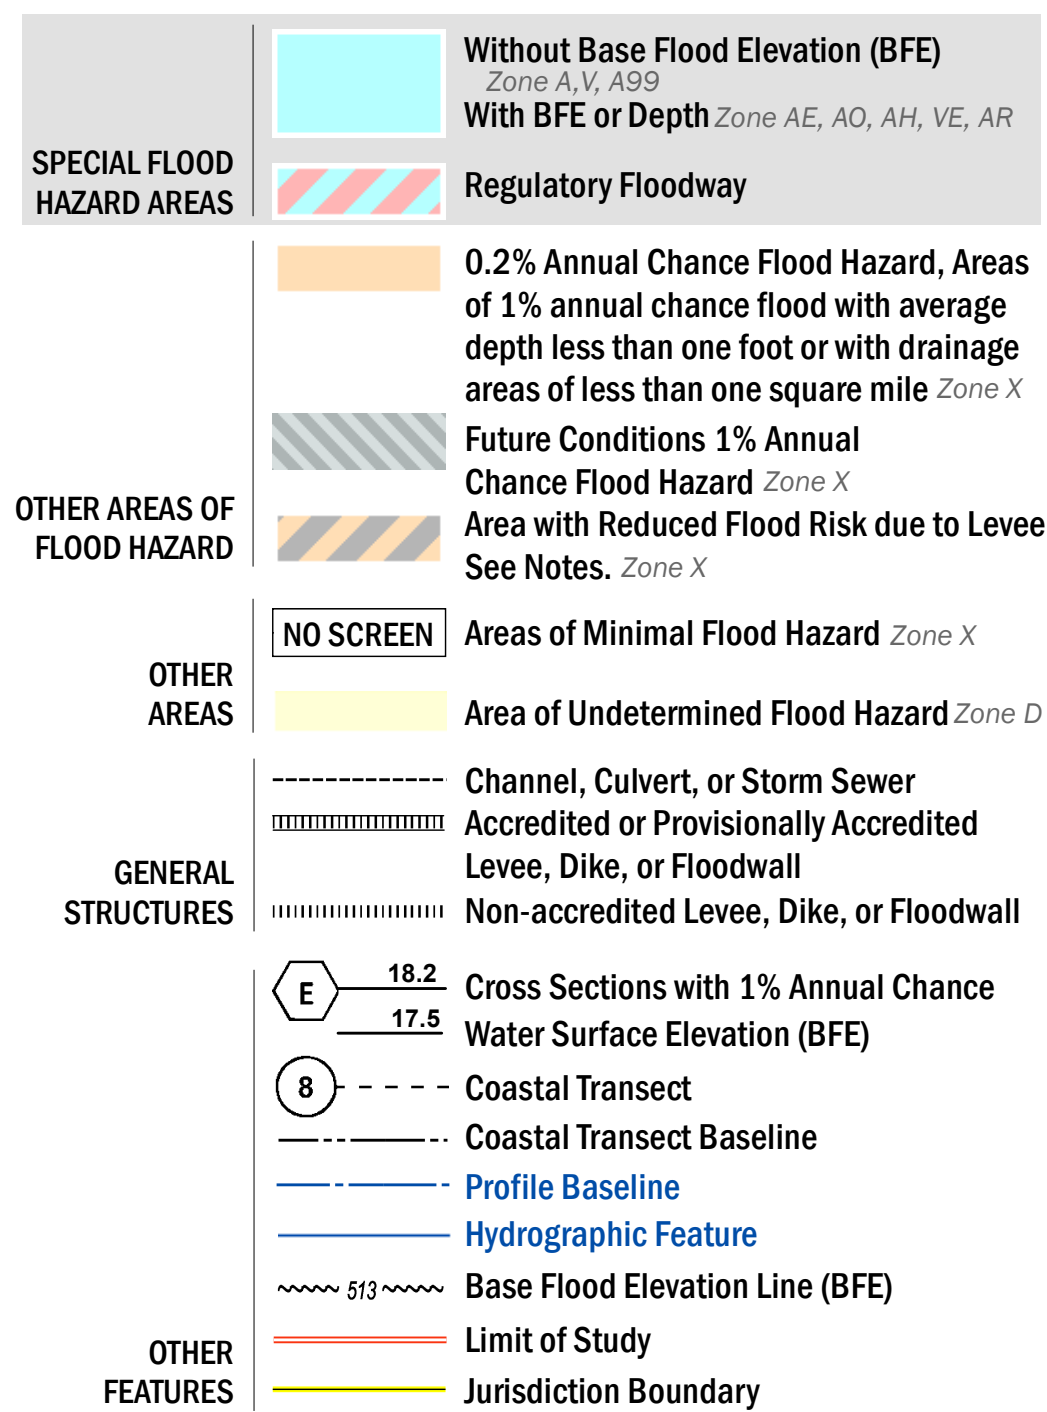 SPECIAL FLOOD
HAZARD AREAS
Without Base Flood Elevation (BFE)
Zone A,V, A99
With BFE or Depth Zone AE, AO, AH, VE, AR
Regulatory Floodway
OTHER AREAS OF
FLOOD HAZARD
0.2% Annual Chance Flood Hazard, Areas
of 1% annual chance flood with average
depth less than one foot or with drainage
areas of less than one square mile Zone X
Future Conditions 1% Annual
Chance Flood Hazard Zone X
Area with Reduced Flood Risk due to Levee
See Notes. Zone X
OTHER
AREAS
NO SCREEN Areas of Minimal Flood Hazard Zone X
Area of Undetermined Flood Hazard Zone D
GENERAL
STRUCTURES
Channel, Culvert, or Storm Sewer
Accredited or Provisionally Accredited
Levee, Dike, or Floodwall
Non-accredited Levee, Dike, or Floodwall
OTHER
FEATURES
E 18.2 Cross Sections with 1% Annual Chance
17.5 Water Surface Elevation (BFE)
8 Coastal Transect
Coastal Transect Baseline
Profile Baseline
Hydrographic Feature
513 Base Flood Elevation Line (BFE)
Limit of Study
Jurisdiction Boundary